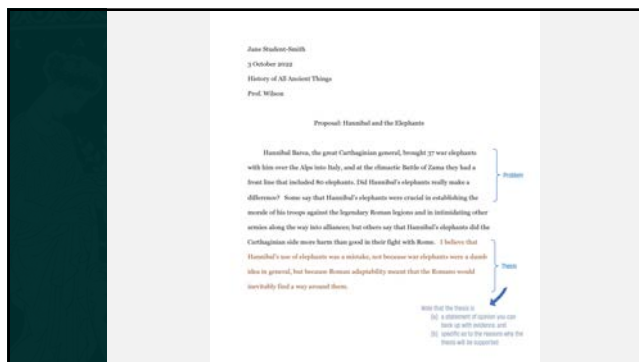 Jane Student-Smith
3 October 2022
History of All Ancient Things
Prof. Wilson
Proposal: Hannibal and the Elephants
Hannibal Barca, the great Carthaginian general, brought 37 war elephants
with him over the Alps into Italy, and at the climactic Battle of Zama they had a
front line that included 80 elephants. Did Hannibal's elephants really make a
difference? Some say that Hannibal's elephants were crucial in establishing the
morale of his troops against the legendary Roman legions and in intimidating other
armies along the way into alliances; but others say that Hannibal's elephants did the
Carthaginian side more harm than good in their fight with Rome. I believe that
Hannibal's use of elephants was a mistake, not because war elephants were a dumb
idea in general, but because Roman adaptability meant that the Romans would
inevitably find a way around them.
Problem
Thesis
Note that the thesis is
(a) a statement of opinion you can
back up with evidence; and
(b) specific as to the reasons why the
thesis will be supported